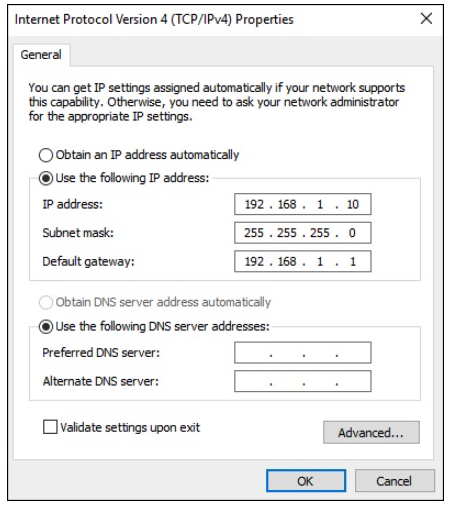 Internet Protocol Version 4 (TCP/IPv4) Properties
General
You can get IP settings assigned automatically if your network supports
this capability. Otherwise, you need to ask your network administrator
for the appropriate IP settings.
Obtain an IP address automatically
Use the following IP address:
IP address: 192 . 168 . 1 . 10
Subnet mask: 255 . 255 . 255 . 0
Default gateway: 192 . 168 . 1 . 1
Obtain DNS server address automatically
Use the following DNS server addresses:
Preferred DNS server: . . .
Alternate DNS server: . . .
Validate settings upon exit
Advanced...
OK Cancel